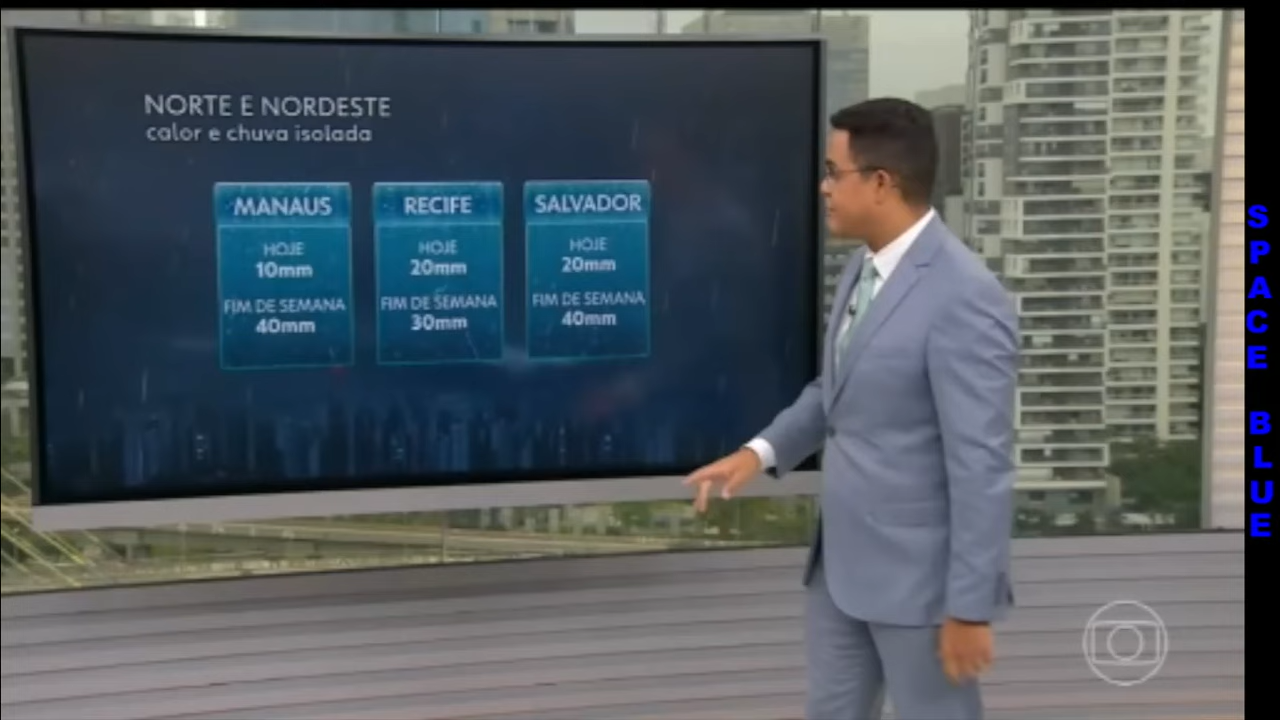 NORTE E NORDESTE
calor e chuva isolada
MANAUS
HOJE
10mm
FIM DE SEMANA
40mm
RECIFE
HOJE
20mm
FIM DE SEMANA
30mm
SALVADOR
HOJE
20mm
FIM DE SEMANA
40mm
SPACE BLUE